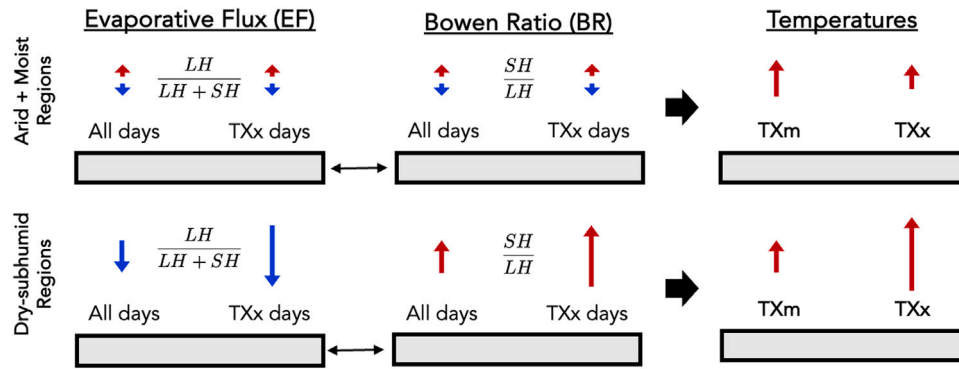 Evaporative Flux (EF)
Bowen Ratio (BR)
Temperatures
Arid + Moist
Regions
LH
LH + SH
SH
LH
All days
TXx days
All days
TXx days
TXm
TXx
Dry-subhumid
Regions
LH
LH + SH
SH
LH
All days
TXx days
All days
TXx days
TXm
TXx